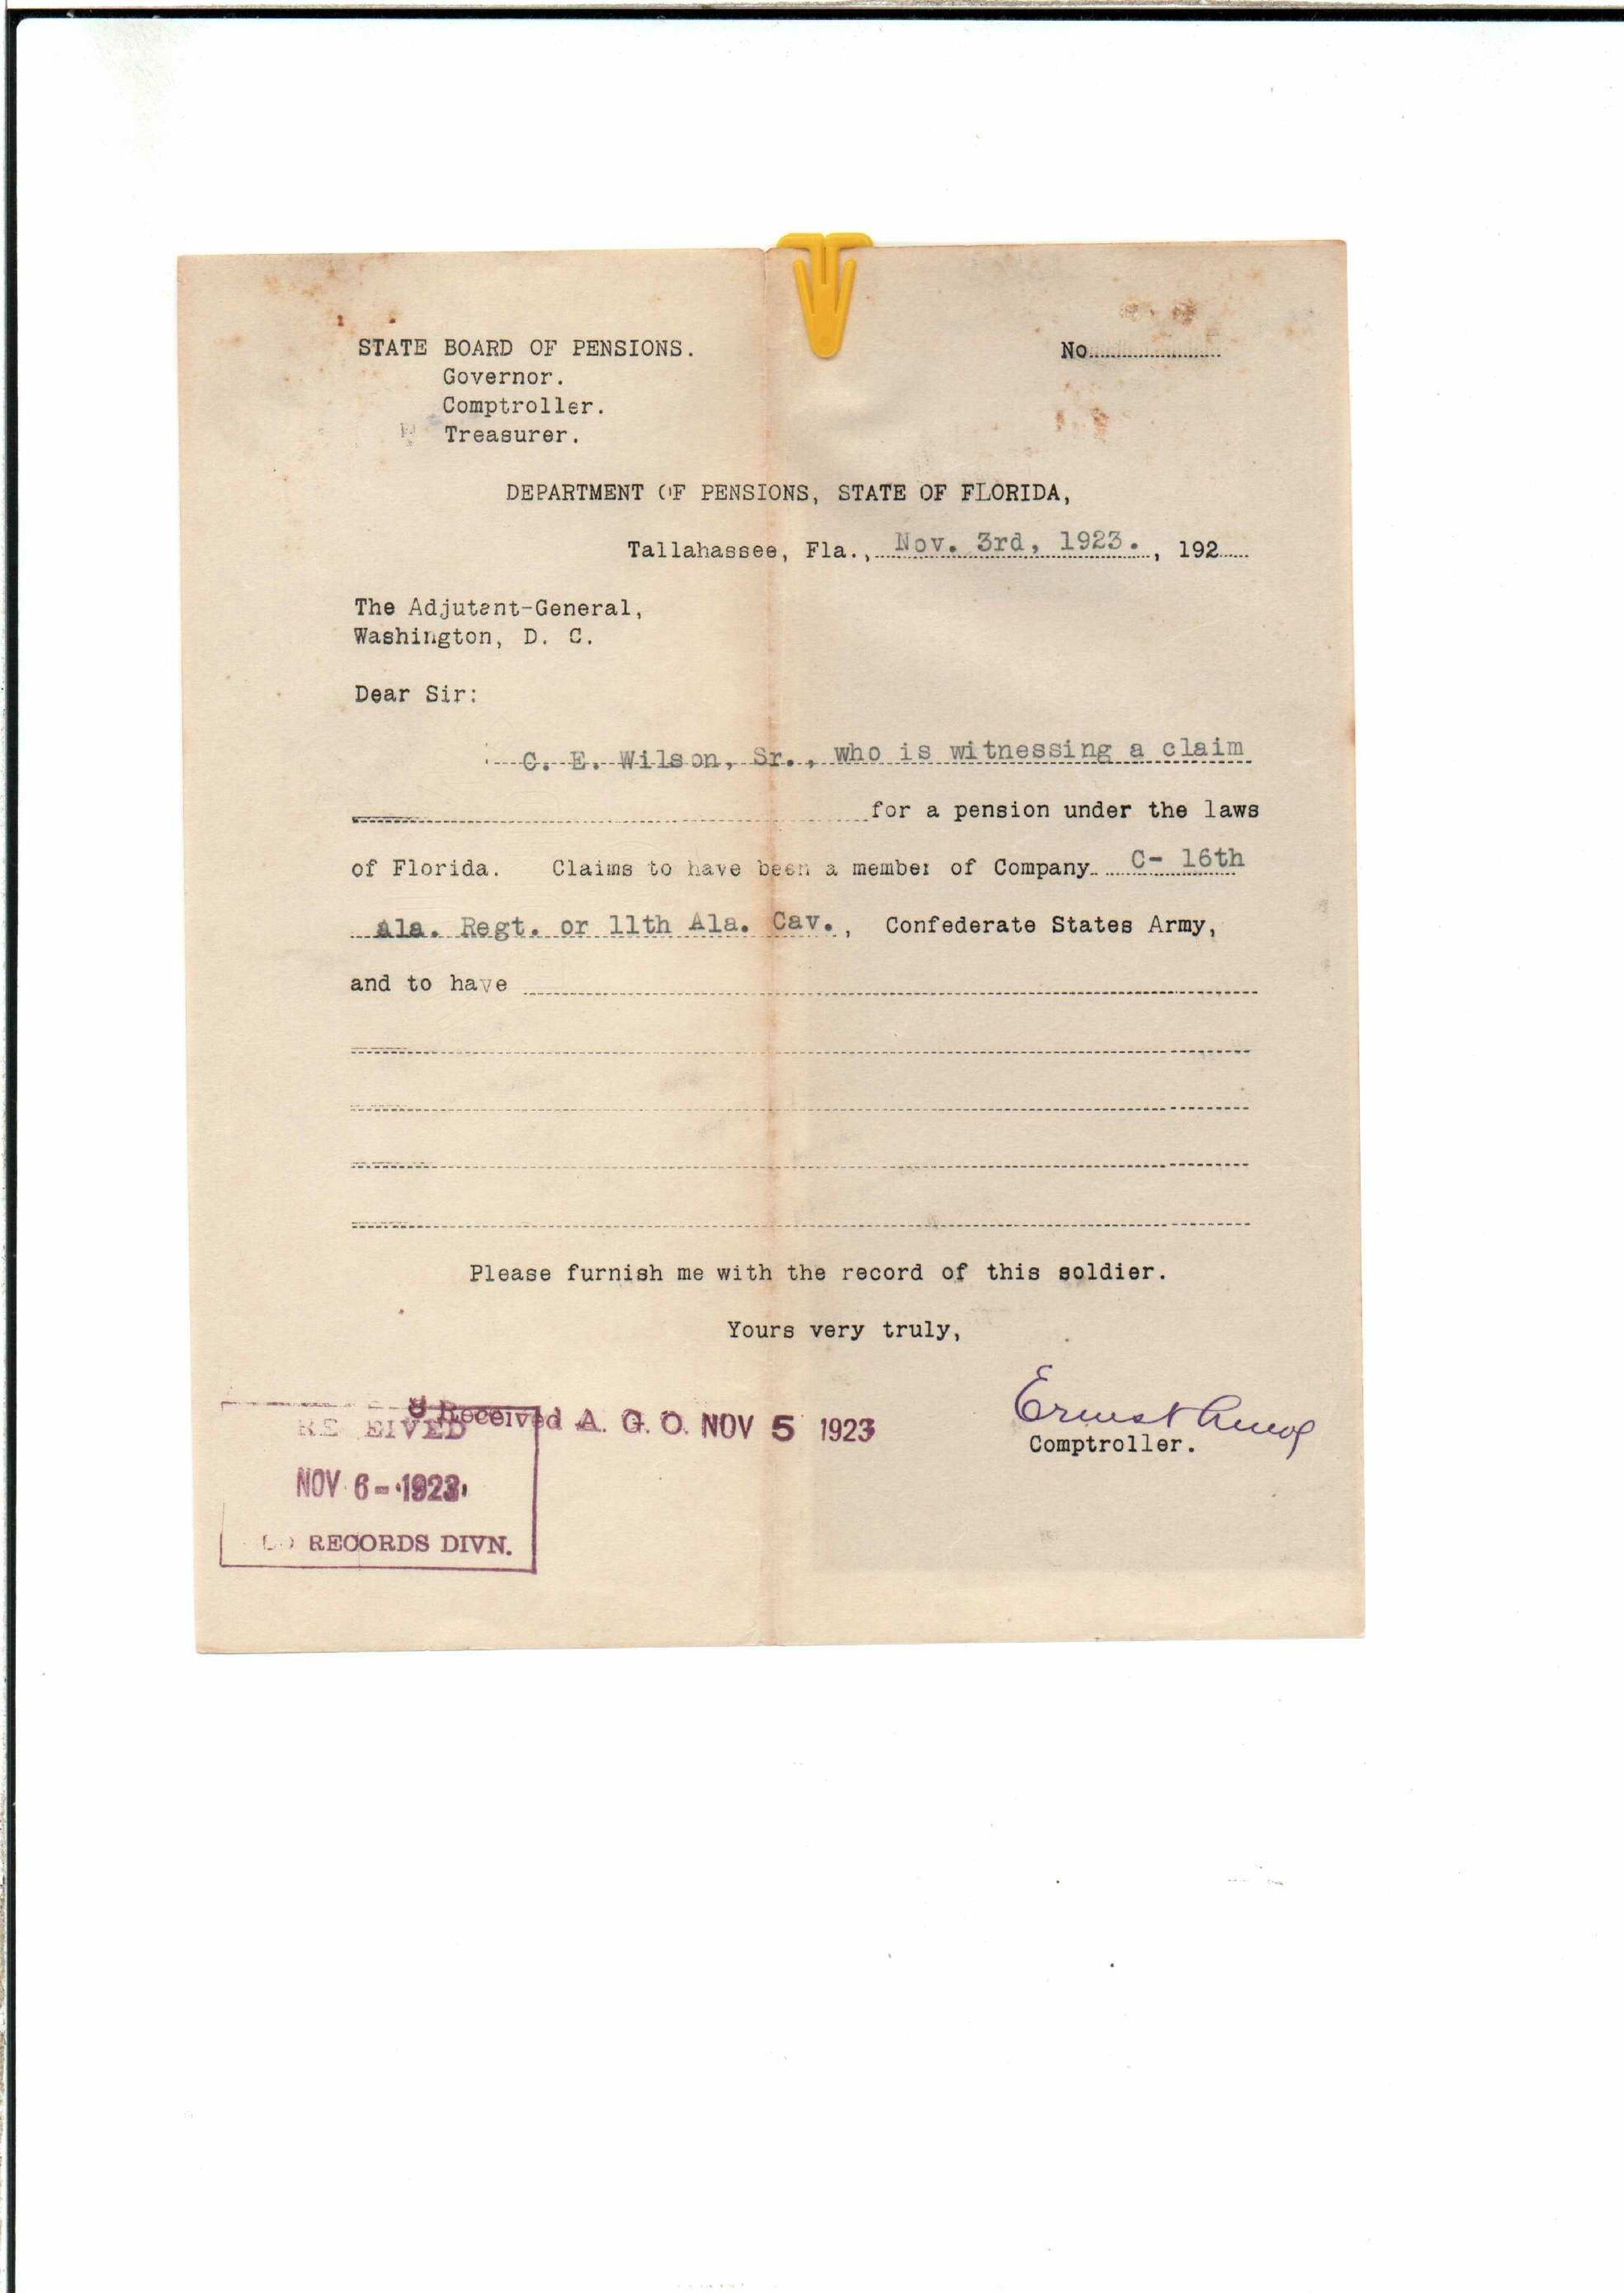 STATE BOARD OF PENSIONS.
No
Governor.
Comptroller.
Treasurer.
DEPARTMENT OF PENSIONS, STATE OF FLORIDA,
Tallahassee, Fla., Nov. 3rd, 1923. , 192
The Adjutant-General,
Washington, D. C.
Dear Sir:
C. E. Wilson, Sr., who is witnessing a claim
for a pension under the laws
of Florida. Claims to have been a member of Company C- 16th
Ala. Regt. or 11th Ala. Cav., Confederate States Army,
and to have
Please furnish me with the record of this soldier.
Yours very truly,
Ernest Amos
Comptroller.
8 Received A. G. O. NOV 5 1923
RE EIVED
NOV 6 - 1923
RECORDS DIVN.